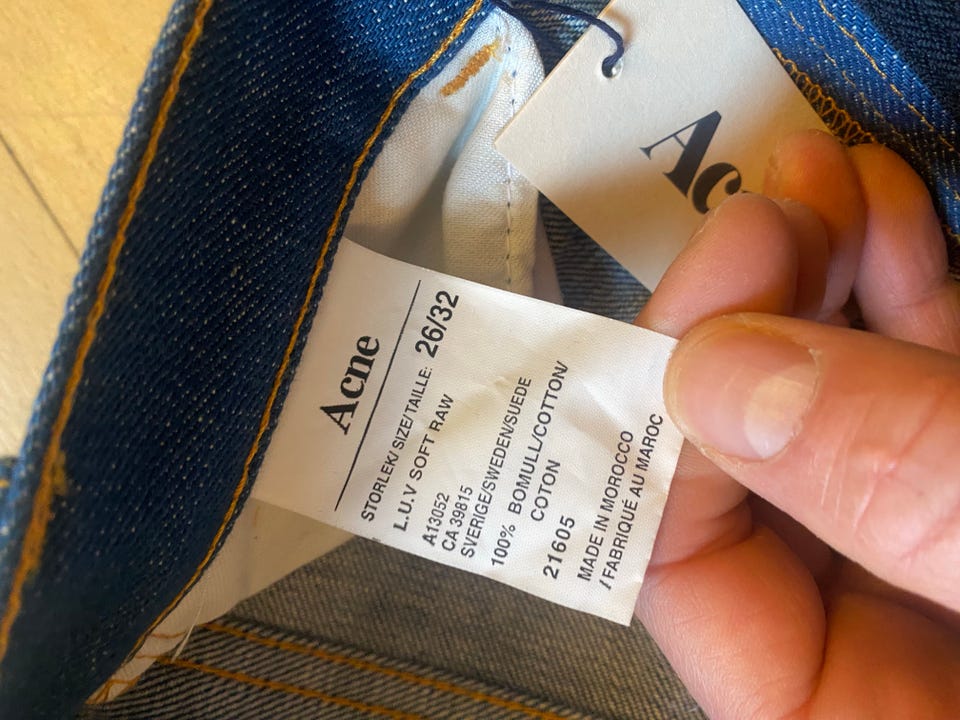 Ac
Acne
STORLEK/ SIZE/TAILLE: 26/32
L.U.V SOFT RAW
A13052
CA 39815
SVERIGE/SWEDEN/SUEDE
100% BOMULL/COTTON/
COTON
21605
MADE IN MOROCCO
/ FABRIQUÉ AU MAROC